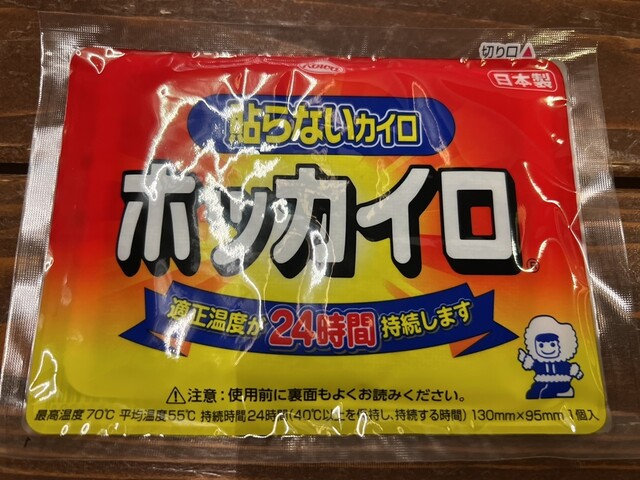 切り口
日本製
貼らないカイロ
ホッカイロ®
適正温度が24時間持続します
⚠注意:使用前に裏面もよくお読みください。
最高温度70℃ 平均温度55℃ 持続時間24時間(40℃以上を保持し、持続する時間) 130mm×95mm 1個入